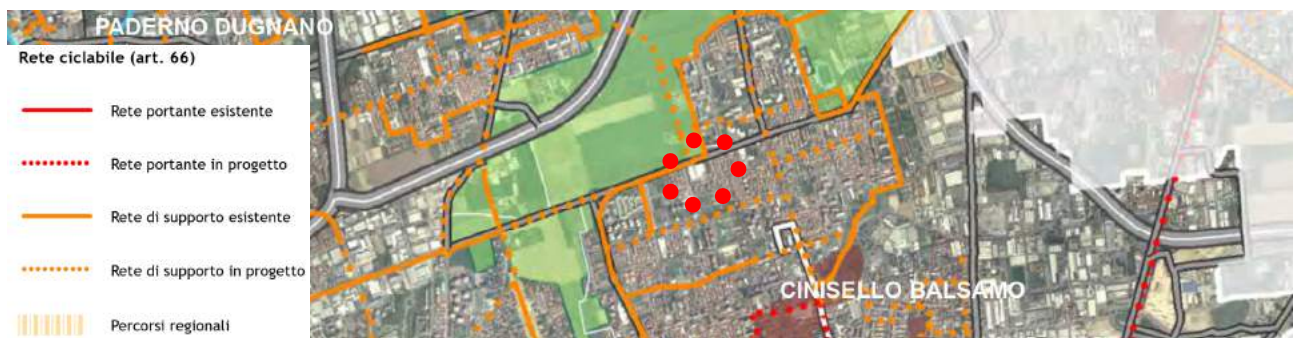 PADERNO DUGNANO
Rete ciclabile (art. 66)
Rete portante esistente
Rete portante in progetto
Rete di supporto esistente
Rete di supporto in progetto
Percorsi regionali
CINISELLO BALSAMO